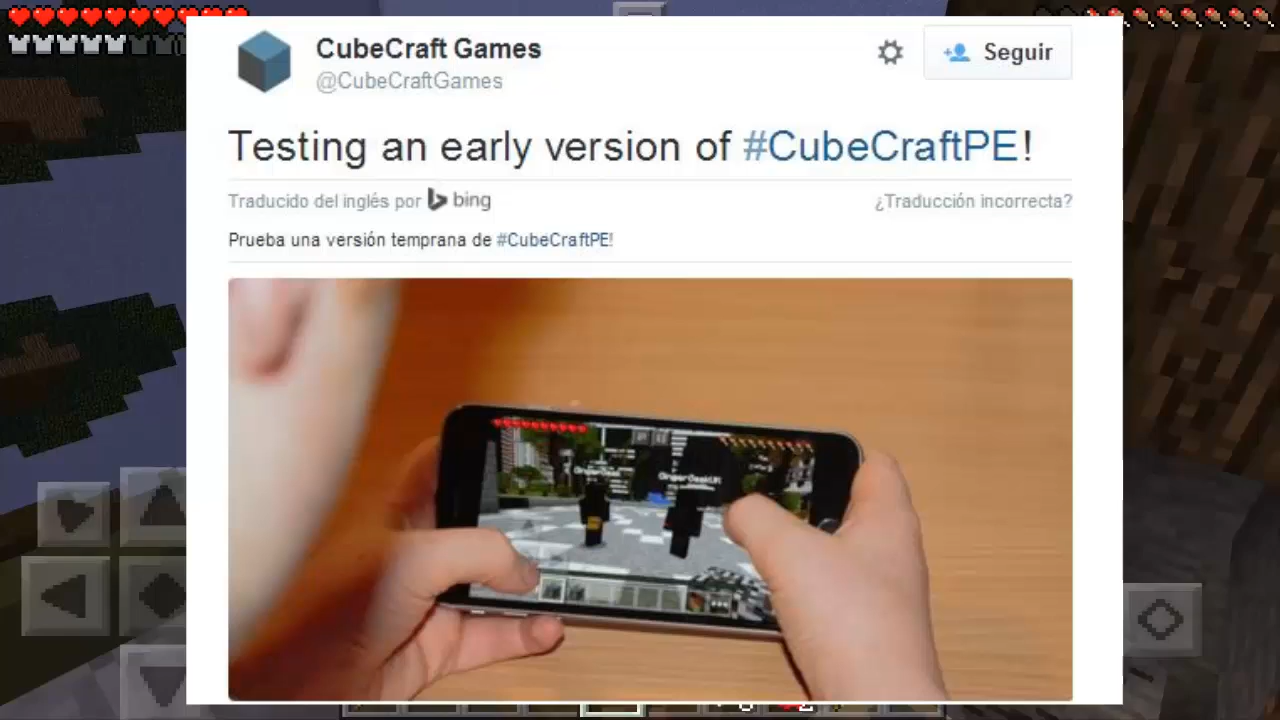 CubeCraft Games
@CubeCraftGames
Seguir
Testing an early version of #CubeCraftPE!
Traducido del inglés por bing
¿Traducción incorrecta?
Prueba una versión temprana de #CubeCraftPE!